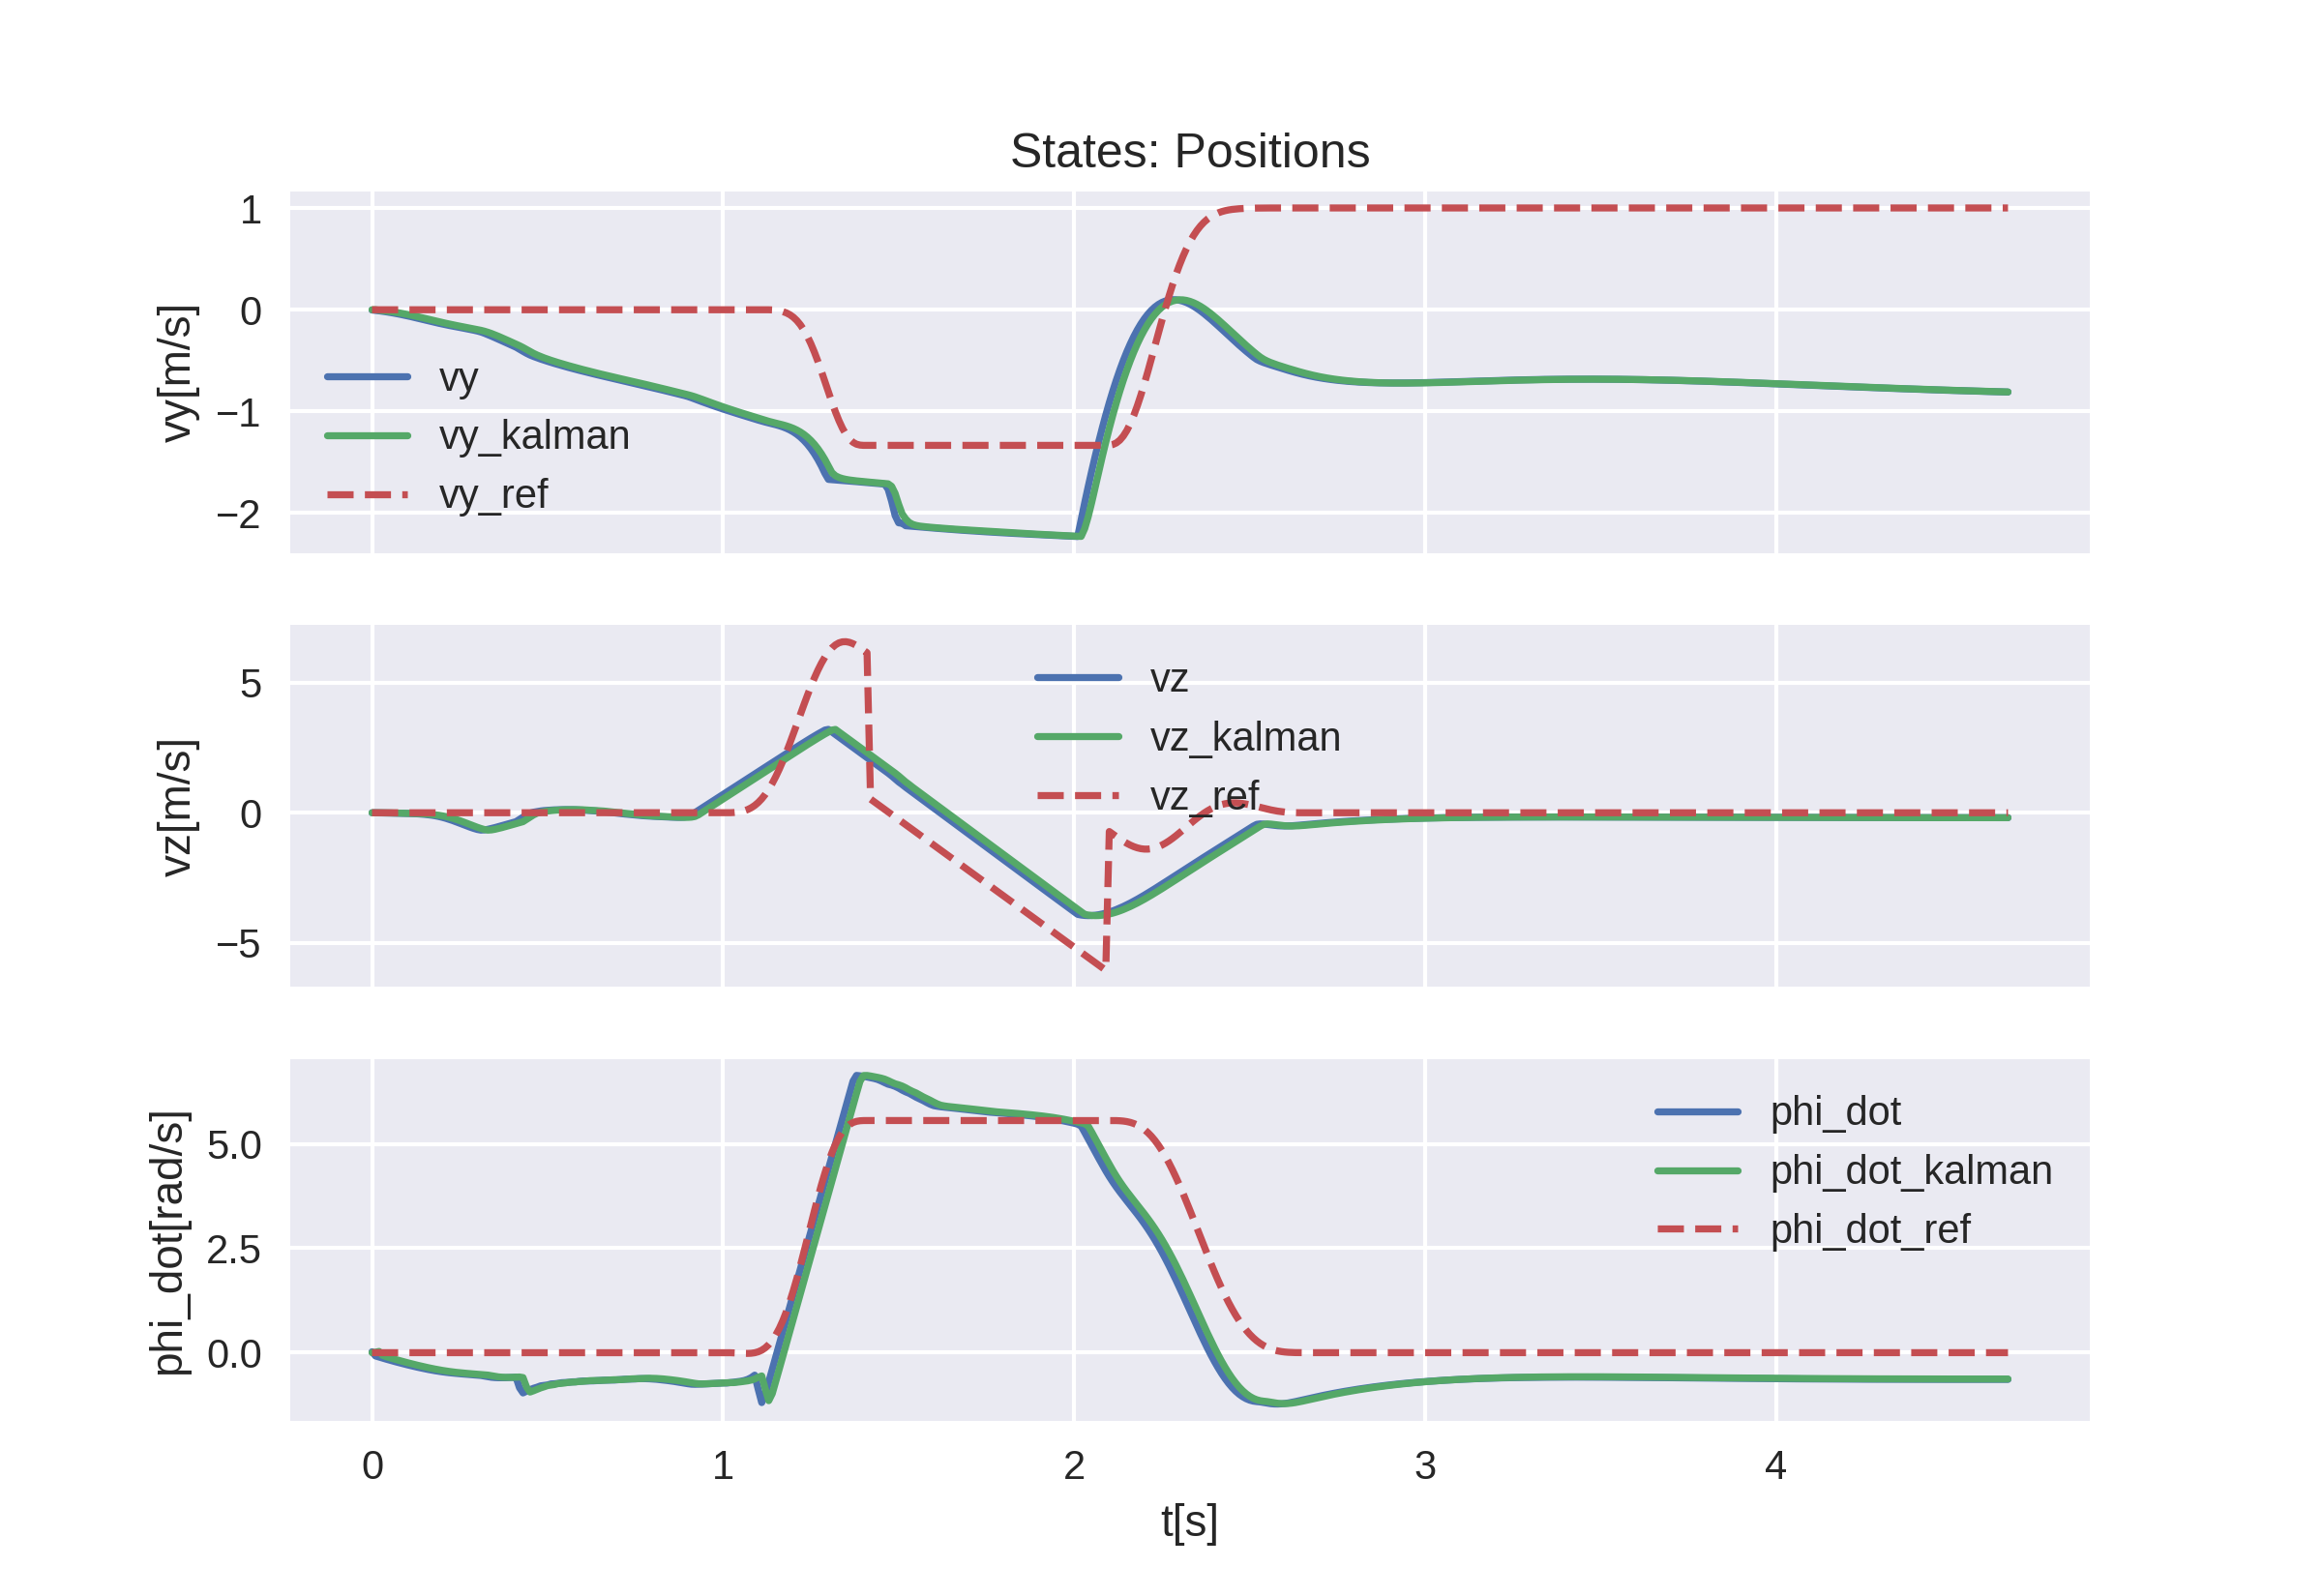 States: Positions
1
0
−1
−2
vy[m/s]
vy
vy_kalman
vy_ref
5
0
−5
vz[m/s]
vz
vz_kalman
vz_ref
5.0
2.5
0.0
phi_dot[rad/s]
phi_dot
phi_dot_kalman
phi_dot_ref
0 1 2 3 4
t[s]